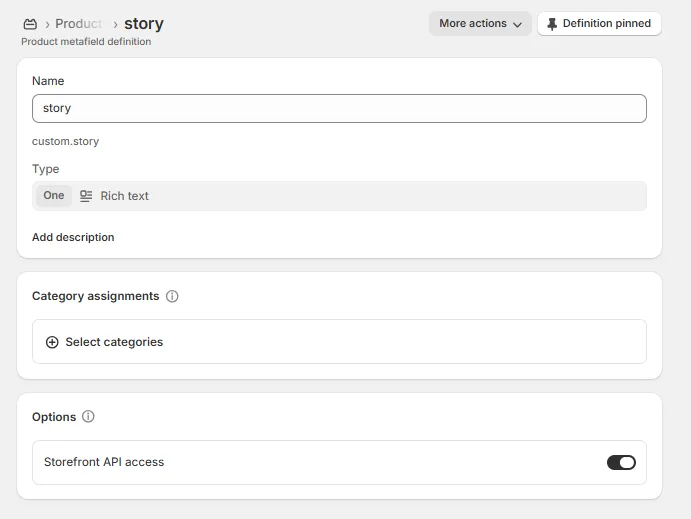 Product › story
More actions
Definition pinned
Product metafield definition
Name
story
custom.story
Type
One Rich text
Add description
Category assignments
Select categories
Options
Storefront API access